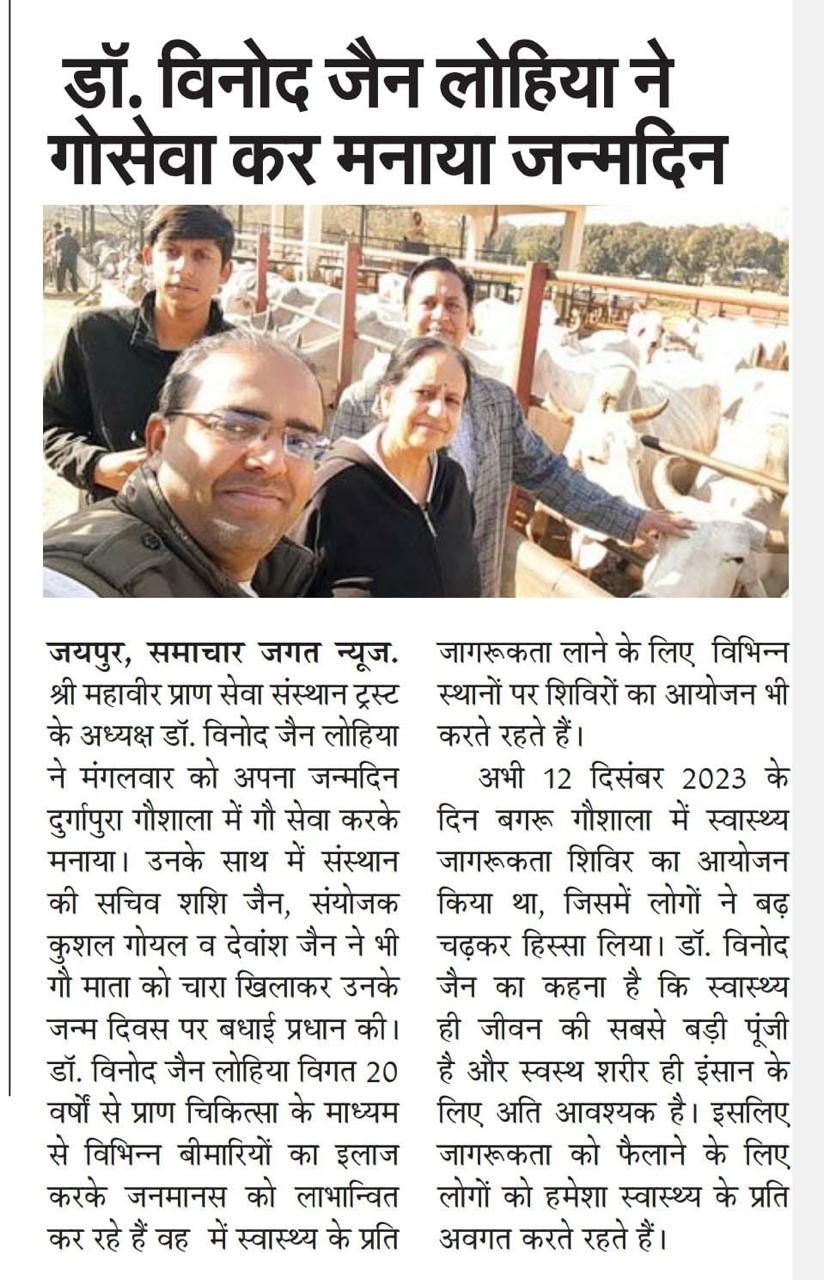 डॉ. विनोद जैन लोहिया ने
गोसेवा कर मनाया जन्मदिन
जयपुर, समाचार जगत न्यूज.
श्री महावीर प्राण सेवा संस्थान ट्रस्ट
के अध्यक्ष डॉ. विनोद जैन लोहिया
ने मंगलवार को अपना जन्मदिन
दुर्गापुरा गौशाला में गौ सेवा करके
मनाया। उनके साथ में संस्थान
की सचिव शशि जैन, संयोजक
कुशल गोयल व देवांश जैन ने भी
गौ माता को चारा खिलाकर उनके
जन्म दिवस पर बधाई प्रधान की।
डॉ. विनोद जैन लोहिया विगत 20
वर्षों से प्राण चिकित्सा के माध्यम
से विभिन्न बीमारियों का इलाज
करके जनमानस को लाभान्वित
कर रहे हैं वह में स्वास्थ्य के प्रति
जागरूकता लाने के लिए विभिन्न
स्थानों पर शिविरों का आयोजन भी
करते रहते हैं।
अभी 12 दिसंबर 2023 के
दिन बगरू गौशाला में स्वास्थ्य
जागरूकता शिविर का आयोजन
किया था, जिसमें लोगों ने बढ़
चढ़कर हिस्सा लिया। डॉ. विनोद
जैन का कहना है कि स्वास्थ्य
ही जीवन की सबसे बड़ी पूंजी
है और स्वस्थ शरीर ही इंसान के
लिए अति आवश्यक है। इसलिए
जागरूकता को फैलाने के लिए
लोगों को हमेशा स्वास्थ्य के प्रति
अवगत करते रहते हैं।